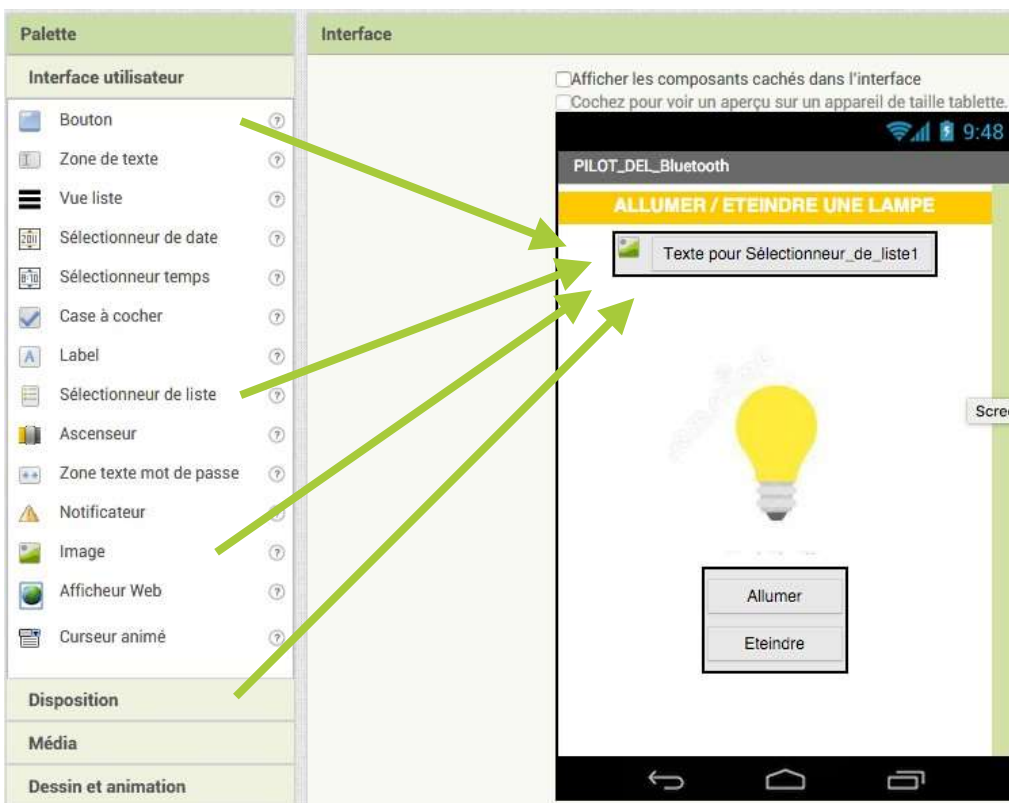 Palette
Interface utilisateur
Bouton
Zone de texte
Vue liste
Sélectionneur de date
Sélectionneur temps
Case à cocher
Label
Sélectionneur de liste
Ascenseur
Zone texte mot de passe
Notificateur
Image
Afficheur Web
Curseur animé
Disposition
Média
Dessin et animation
Interface
Afficher les composants cachés dans l'interface
Cochez pour voir un aperçu sur un appareil de taille tablette.
9:48
PILOT_DEL_Bluetooth
ALLUMER / ETEINDRE UNE LAMPE
Texte pour Sélectionneur_de_liste1
Allumer
Eteindre